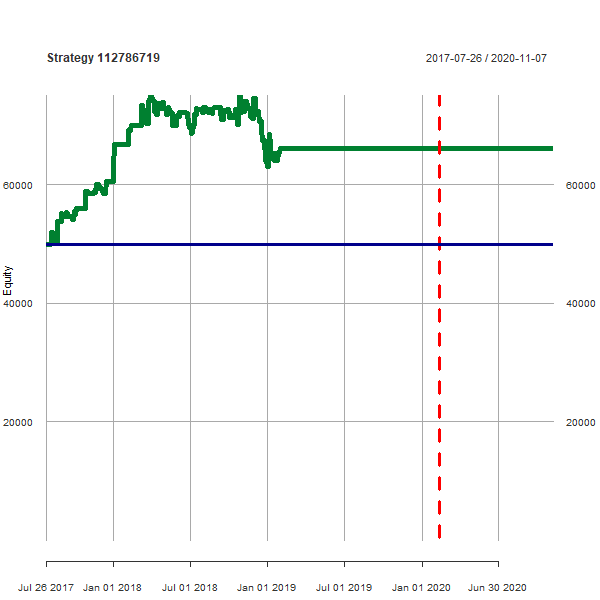 Strategy 112786719
2017-07-26 / 2020-11-07
60000
60000
Equity
40000
40000
20000
20000
Jul 26 2017
Jan 01 2018
Jul 01 2018
Jan 01 2019
Jul 01 2019
Jan 01 2020
Jun 30 2020